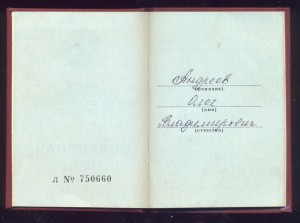 Л № 750660
Андреев
(фамилия)
Олег
(имя)
Владимирович
(отчество)